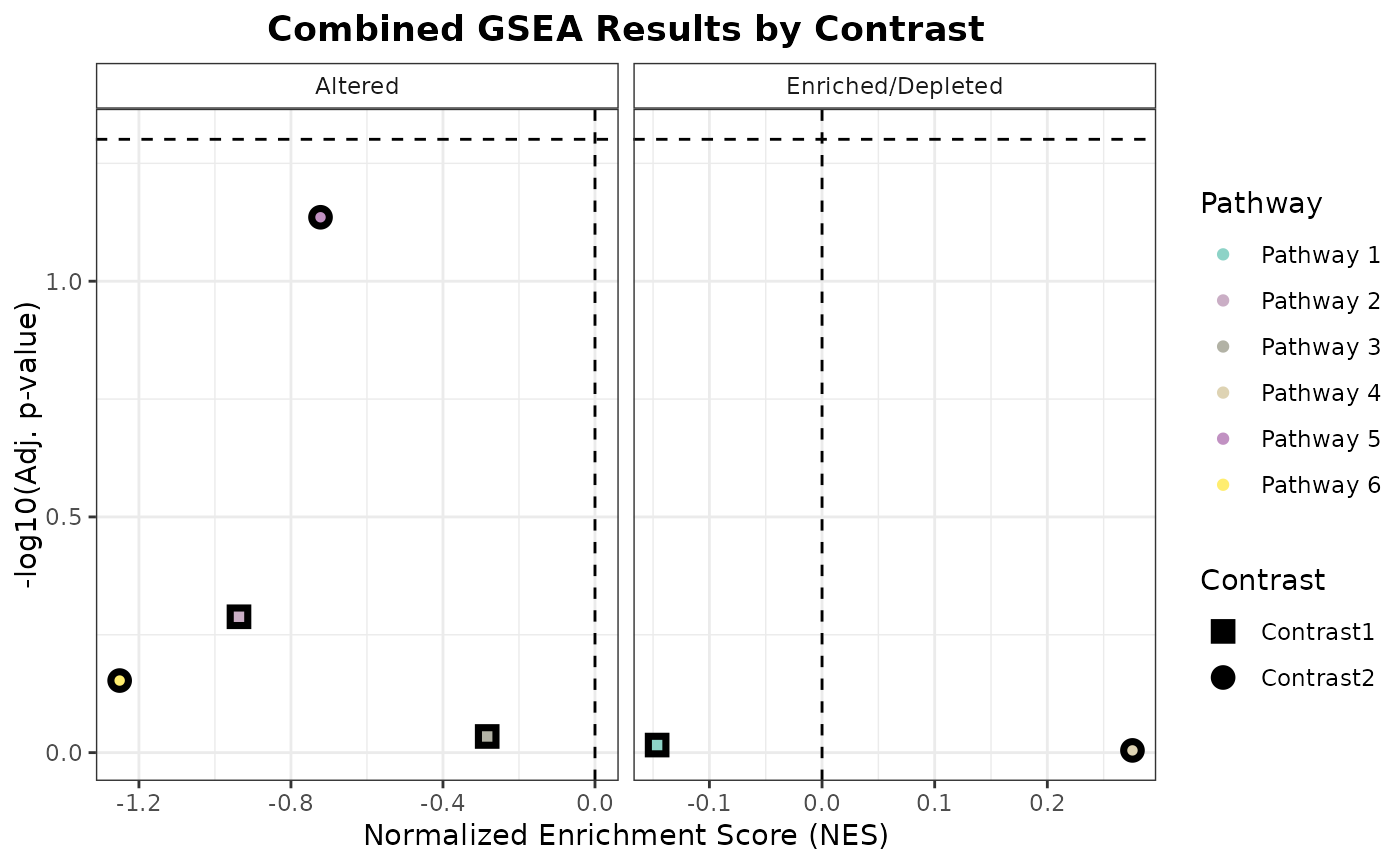 Combined GSEA Results by Contrast
Altered
Enriched/Depleted
-log10(Adj. p-value)
1.0
0.5
0.0
-1.2
-0.8
-0.4
0.0
-0.1
0.0
0.1
0.2
Normalized Enrichment Score (NES)
Pathway
Pathway 1
Pathway 2
Pathway 3
Pathway 4
Pathway 5
Pathway 6
Contrast
Contrast1
Contrast2